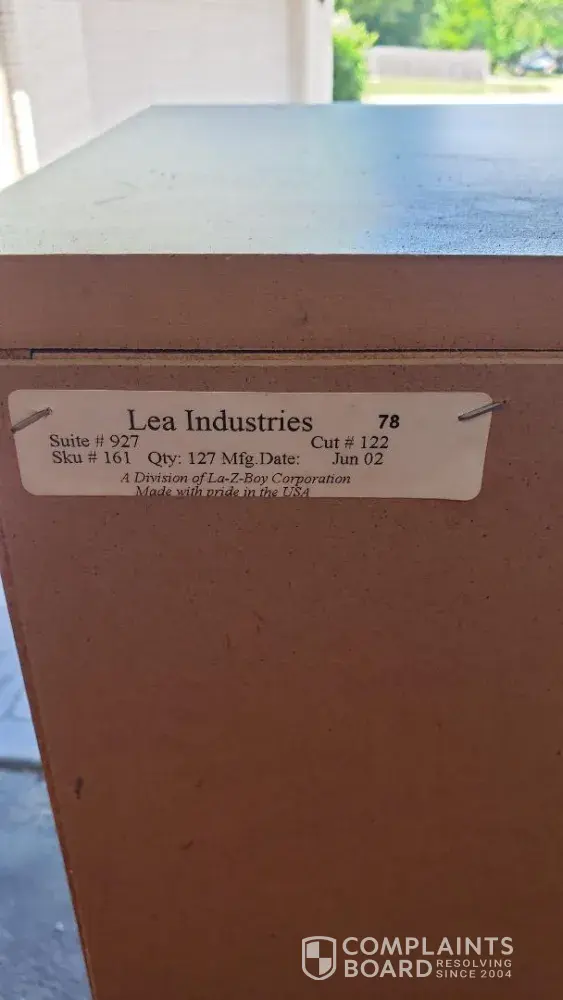 Lea Industries 78
Suite # 927 Cut # 122
Sku # 161 Qty: 127 Mfg.Date: Jun 02
A Division of La-Z-Boy Corporation
Made with pride in the USA
COMPLAINTS
BOARD RESOLVING
SINCE 2004